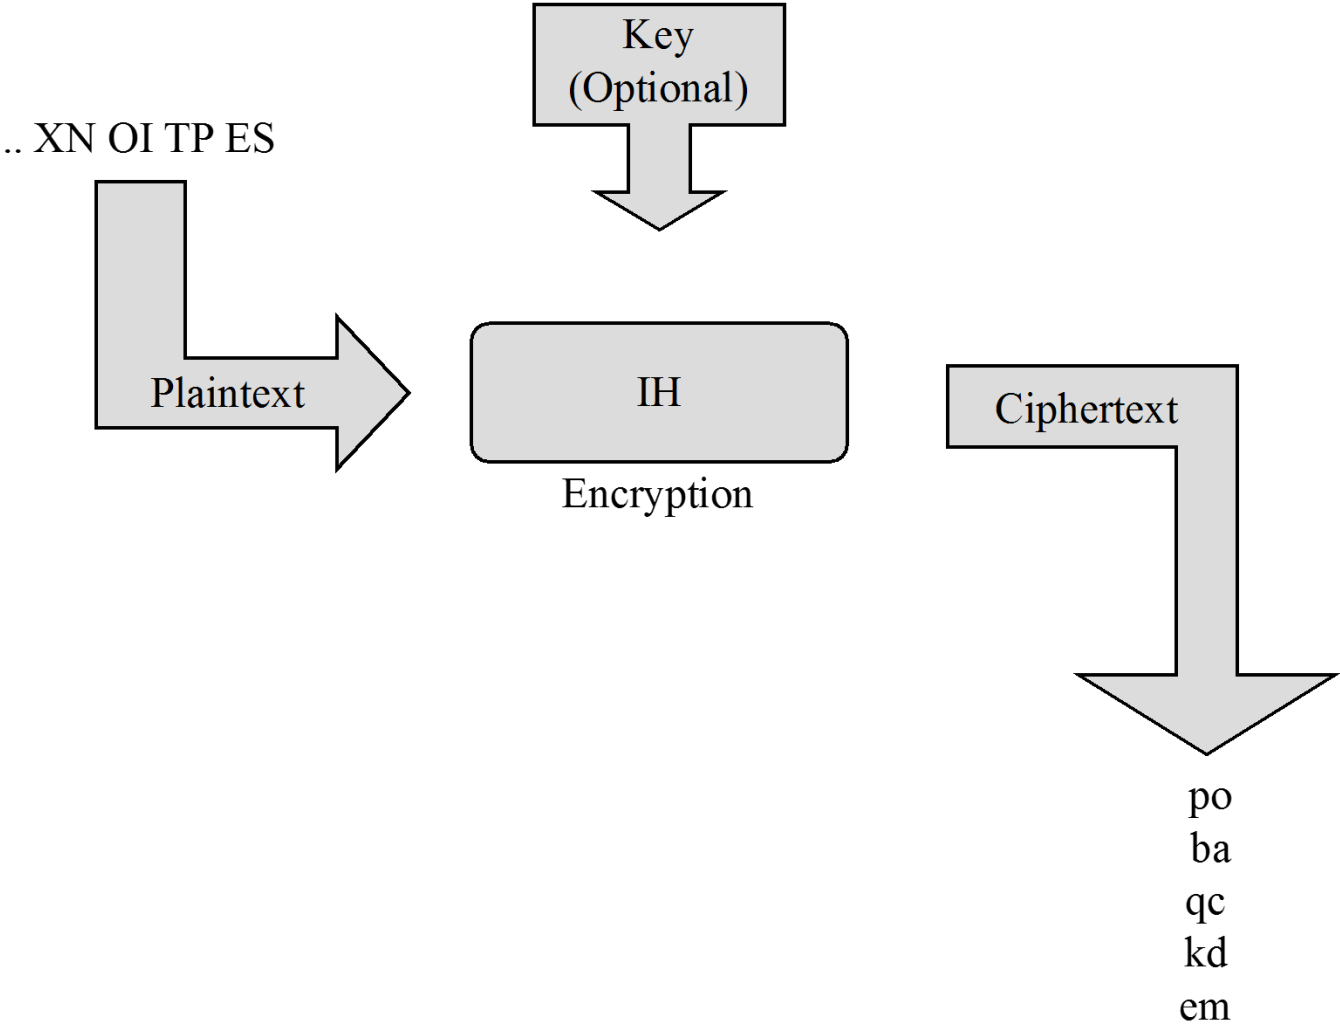 Key
(Optional)
.. XN OI TP ES
Plaintext
IH
Encryption
Ciphertext
po
ba
qc
kd
em